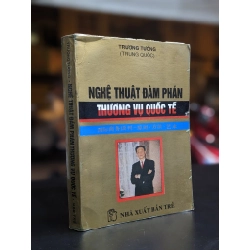 TRƯƠNG TƯỜNG
(TRUNG QUỐC)
NGHỆ THUẬT ĐÀM PHÁN
THƯƠNG VỤ QUỐC TẾ
NHÀ XUẤT BẢN TRẺ